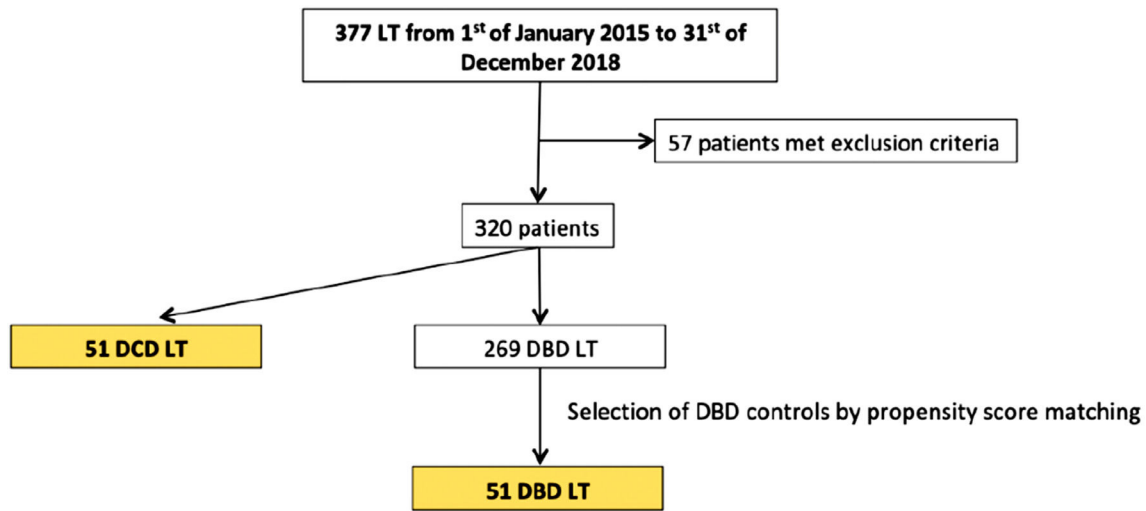 377 LT from 1st of January 2015 to 31st of
December 2018
57 patients met exclusion criteria
320 patients
51 DCD LT
269 DBD LT
Selection of DBD controls by propensity score matching
51 DBD LT